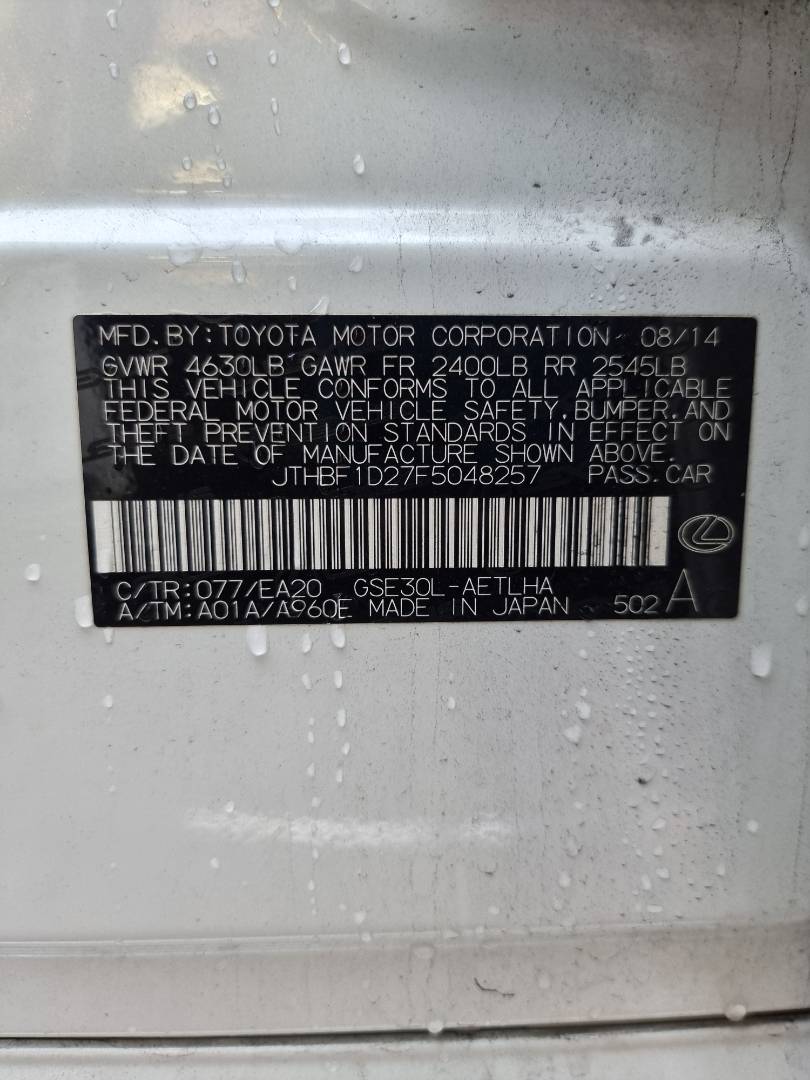 MFD.BY:TOYOTA MOTOR CORPORATION 08/14
GVWR 4630LB GAWR FR 2400LB RR 2545LB
THIS VEHICLE CONFORMS TO ALL APPLICABLE
FEDERAL MOTOR VEHICLE SAFETY,BUMPER,AND
THEFT PREVENTION STANDARDS IN EFFECT ON
THE DATE OF MANUFACTURE SHOWN ABOVE.
JTHBF1D27F5048257 PASS.CAR
C/TR:077/EA20 GSE30L-AETLHA
A/TM:A01A/A960E MADE IN JAPAN 502 A